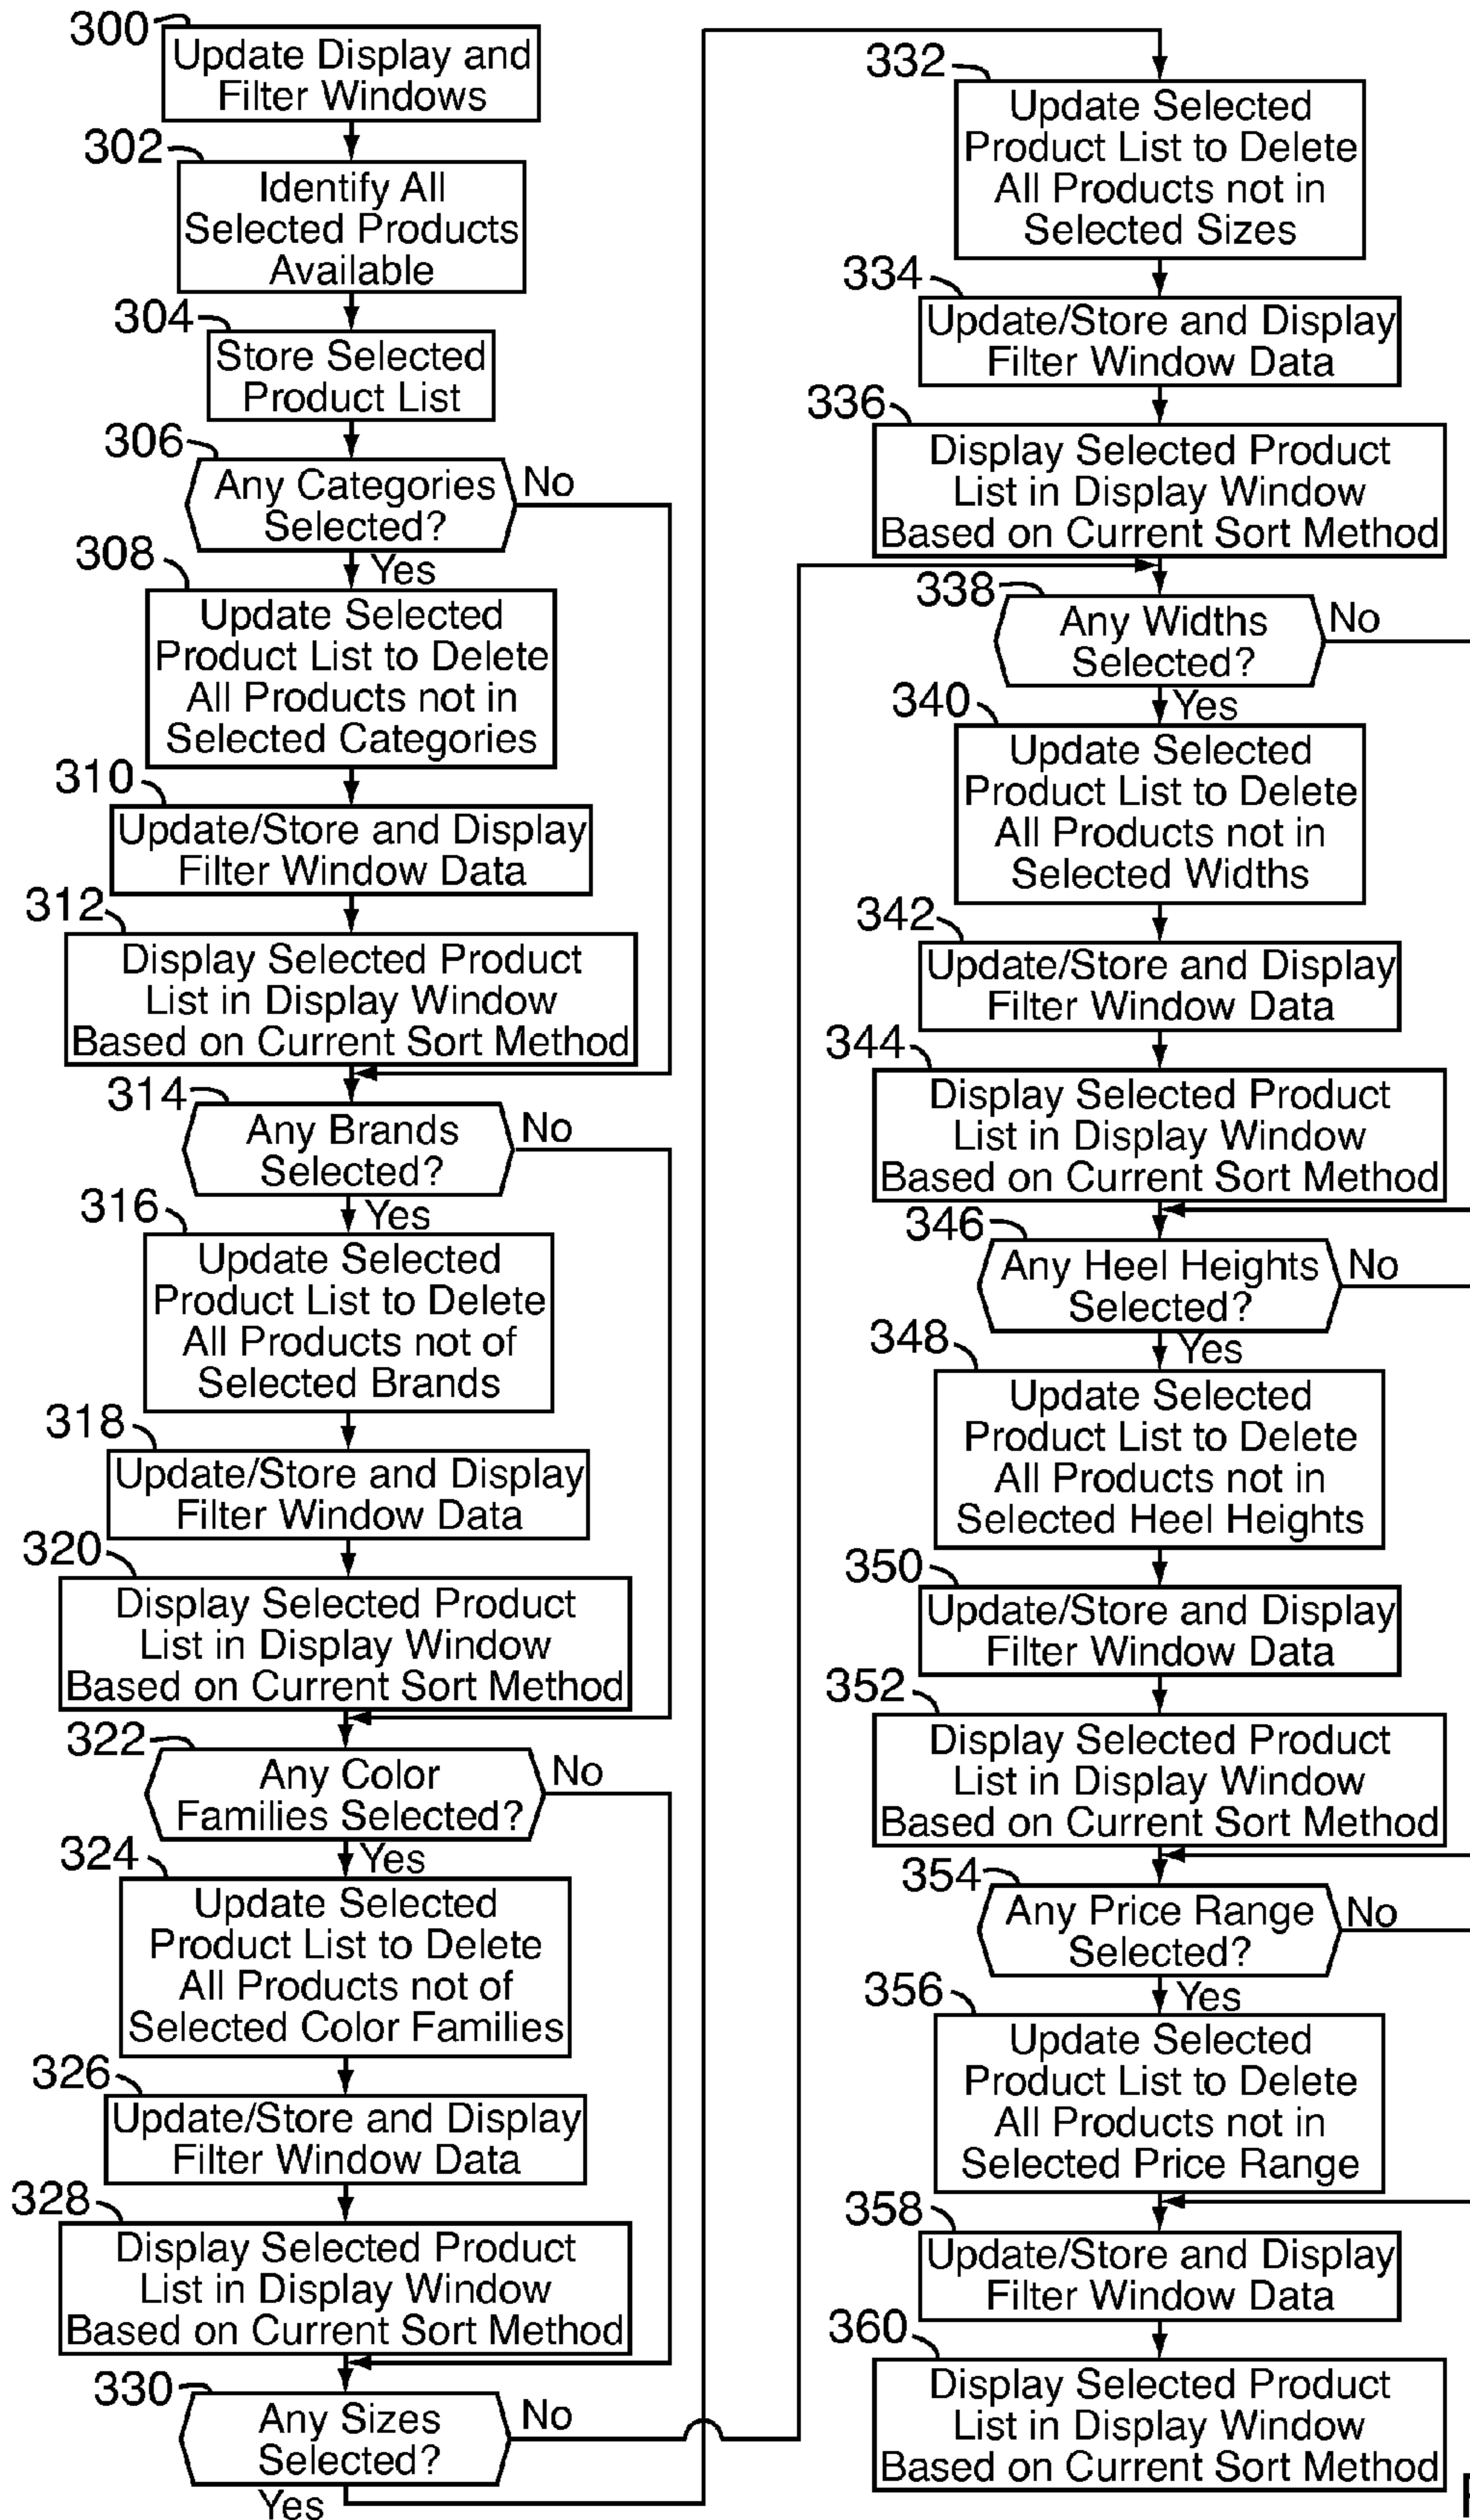 300
Update Display and
Filter Windows
302
Identify All
Selected Products
Available
304
Store Selected
Product List
306
Any Categories
Selected?
No
Yes
308
Update Selected
Product List to Delete
All Products not in
Selected Categories
310
Update/Store and Display
Filter Window Data
312
Display Selected Product
List in Display Window
Based on Current Sort Method
314
Any Brands
Selected?
No
Yes
316
Update Selected
Product List to Delete
All Products not of
Selected Brands
318
Update/Store and Display
Filter Window Data
320
Display Selected Product
List in Display Window
Based on Current Sort Method
322
Any Color
Families Selected?
No
Yes
324
Update Selected
Product List to Delete
All Products not of
Selected Color Families
326
Update/Store and Display
Filter Window Data
328
Display Selected Product
List in Display Window
Based on Current Sort Method
330
Any Sizes
Selected?
No
Yes
332
Update Selected
Product List to Delete
All Products not in
Selected Sizes
334
Update/Store and Display
Filter Window Data
336
Display Selected Product
List in Display Window
Based on Current Sort Method
338
Any Widths
Selected?
No
Yes
340
Update Selected
Product List to Delete
All Products not in
Selected Widths
342
Update/Store and Display
Filter Window Data
344
Display Selected Product
List in Display Window
Based on Current Sort Method
346
Any Heel Heights
Selected?
No
Yes
348
Update Selected
Product List to Delete
All Products not in
Selected Heel Heights
350
Update/Store and Display
Filter Window Data
352
Display Selected Product
List in Display Window
Based on Current Sort Method
354
Any Price Range
Selected?
No
Yes
356
Update Selected
Product List to Delete
All Products not in
Selected Price Range
358
Update/Store and Display
Filter Window Data
360
Display Selected Product
List in Display Window
Based on Current Sort Method